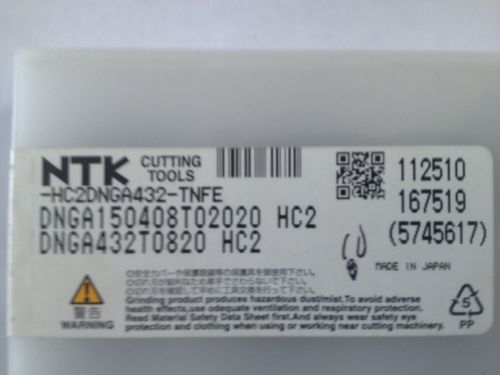 NTK CUTTING TOOLS
-HC2DNGA432-TNFE
DNGA150408T02020 HC2
DNGA432T0820 HC2
112510
167519
(5745617)
MADE IN JAPAN
警告
WARNING
Grinding product produces hazardous dust/mist.To avoid adverse
health effects,use adequate ventilation and respiratory protection.
Read Material Safety Data Sheet first.And always wear safety eye
protection and clothing when using or near cutting machinery.
5
PP